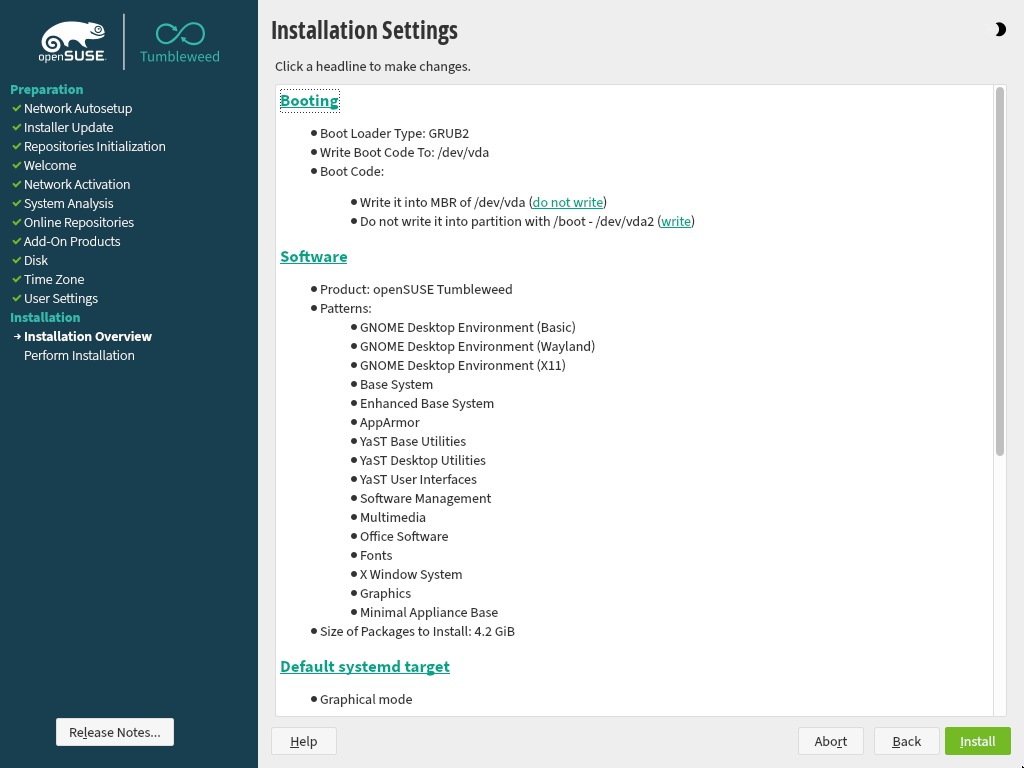 openSUSE
Tumbleweed
Preparation
Network Autosetup
Installer Update
Repositories Initialization
Welcome
Network Activation
System Analysis
Online Repositories
Add-On Products
Disk
Time Zone
User Settings
Installation
Installation Overview
Perform Installation
Release Notes...
Installation Settings
Click a headline to make changes.
Booting
Boot Loader Type: GRUB2
Write Boot Code To: /dev/vda
Boot Code:
Write it into MBR of /dev/vda (do not write)
Do not write it into partition with /boot - /dev/vda2 (write)
Software
Product: openSUSE Tumbleweed
Patterns:
GNOME Desktop Environment (Basic)
GNOME Desktop Environment (Wayland)
GNOME Desktop Environment (X11)
Base System
Enhanced Base System
AppArmor
YaST Base Utilities
YaST Desktop Utilities
YaST User Interfaces
Software Management
Multimedia
Office Software
Fonts
X Window System
Graphics
Minimal Appliance Base
Size of Packages to Install: 4.2 GiB
Default systemd target
Graphical mode
Help
Abort
Back
Install